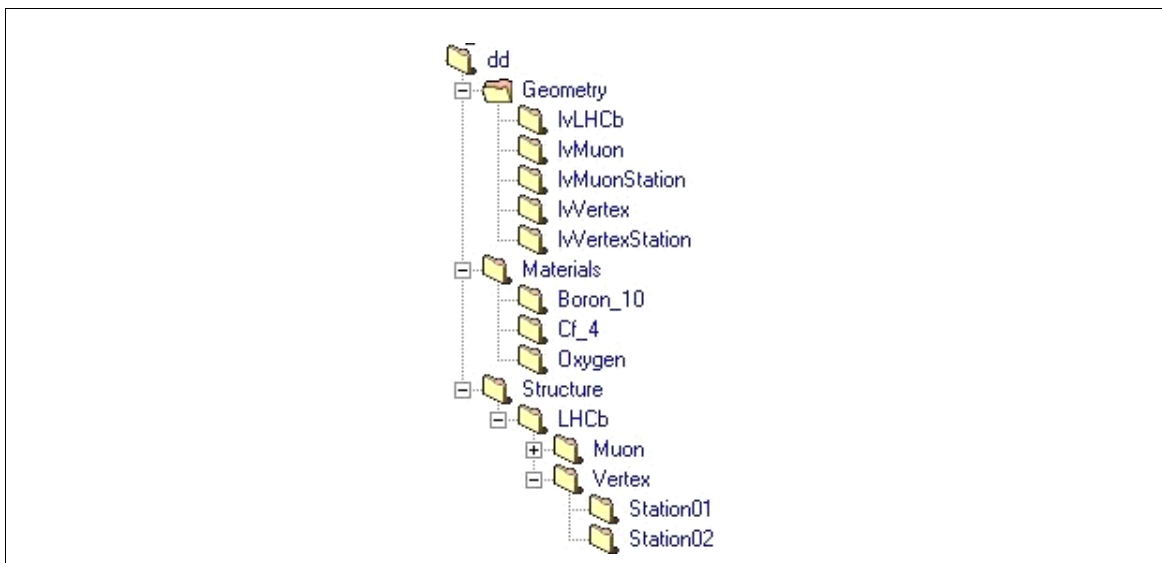 dd
Geometry
lvLHCb
lvMuon
lvMuonStation
lvVertex
lvVertexStation
Materials
Boron_10
Cf_4
Oxygen
Structure
LHCb
Muon
Vertex
Station01
Station02